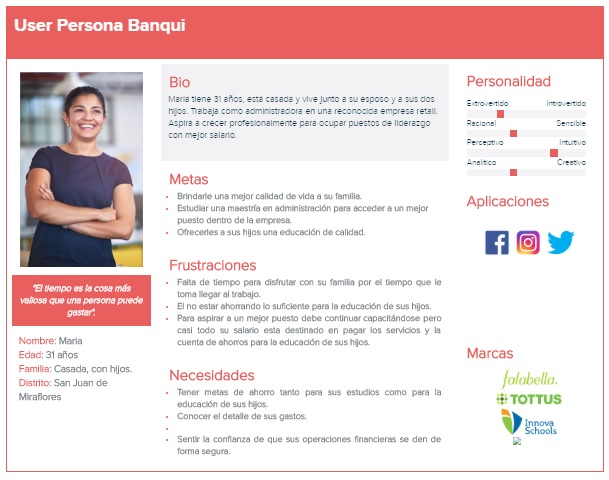 User Persona Banqui
"El tiempo es la cosa más
valiosa que una persona puede
gastar".
Nombre: Maria
Edad: 31 años
Familia: Casada, con hijos.
Distrito: San Juan de
Miraflores
Bio
Maria tiene 31 años, está casada y vive junto a su esposo y a sus dos
hijos. Trabaja como administradora en una reconocida empresa retail.
Aspira a crecer profesionalmente para ocupar puestos de liderazgo
con mejor salario.
Metas
• Brindarle una mejor calidad de vida a su familia.
• Estudiar una maestría en administración para acceder a un mejor
puesto dentro de la empresa.
• Ofrecerles a sus hijos una educación de calidad.
Frustraciones
• Falta de tiempo para disfrutar con su familia por el tiempo que le
toma llegar al trabajo.
• El no estar ahorrando lo suficiente para la educación de sus hijos.
• Para aspirar a un mejor puesto debe continuar capacitándose pero
casi todo su salario esta destinado en pagar los servicios y la
cuenta de ahorros para la educación de sus hijos.
Necesidades
• Tener metas de ahorro tanto para sus estudios como para la
educación de sus hijos.
• Conocer el detalle de sus gastos.
•
• Sentir la confianza de que sus operaciones financieras se den de
forma segura.
Personalidad
Extrovertido Introvertido
Racional Sensible
Perceptivo Intuitivo
Analítico Creativo
Aplicaciones
Marcas
falabella.
TOTTUS
Innova
Schools